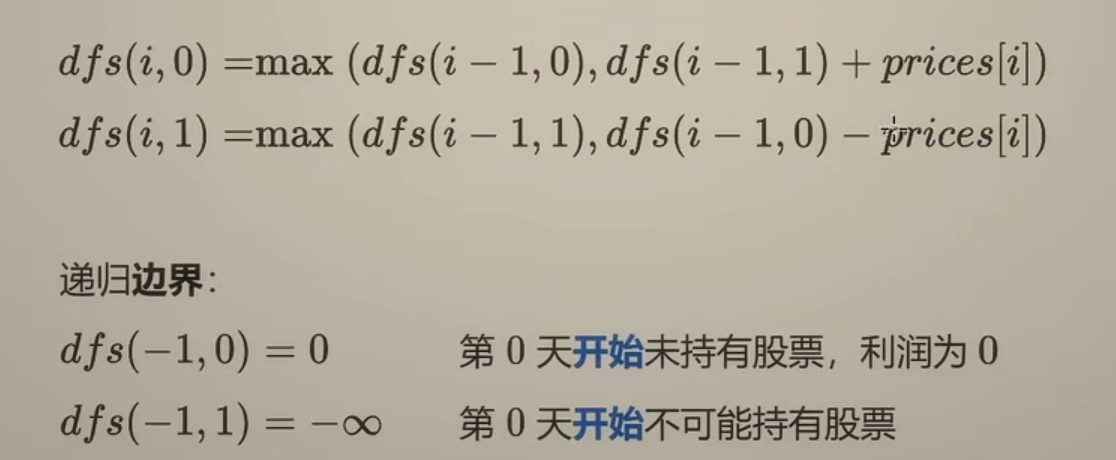 dfs(i, 0) =max (dfs(i − 1, 0), dfs(i − 1, 1) + prices[i])
dfs(i, 1) =max (dfs(i − 1, 1), dfs(i − 1, 0) − prices[i])
递归边界：
dfs(−1, 0) = 0 第 0 天开始未持有股票，利润为 0
dfs(−1, 1) = −∞ 第 0 天开始不可能持有股票